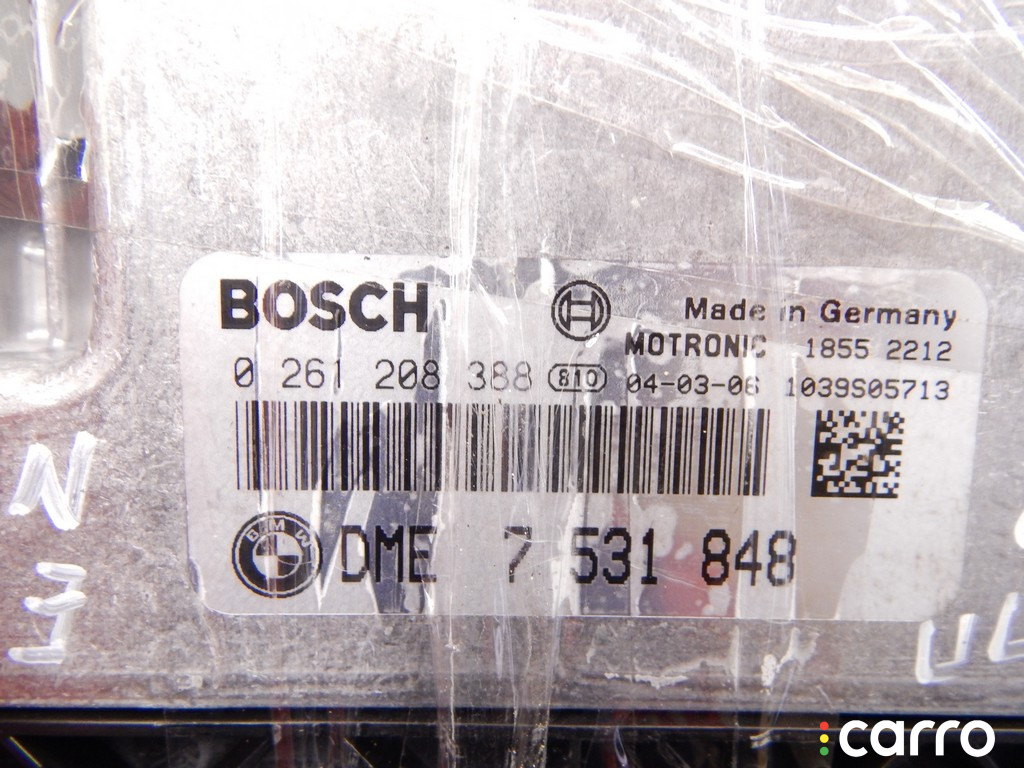 BOSCH
Made in Germany
MOTRONIC 1855 2212
0 261 208 388 810 04-03-06 1039S05713
BMW
DME 7 531 848
carro